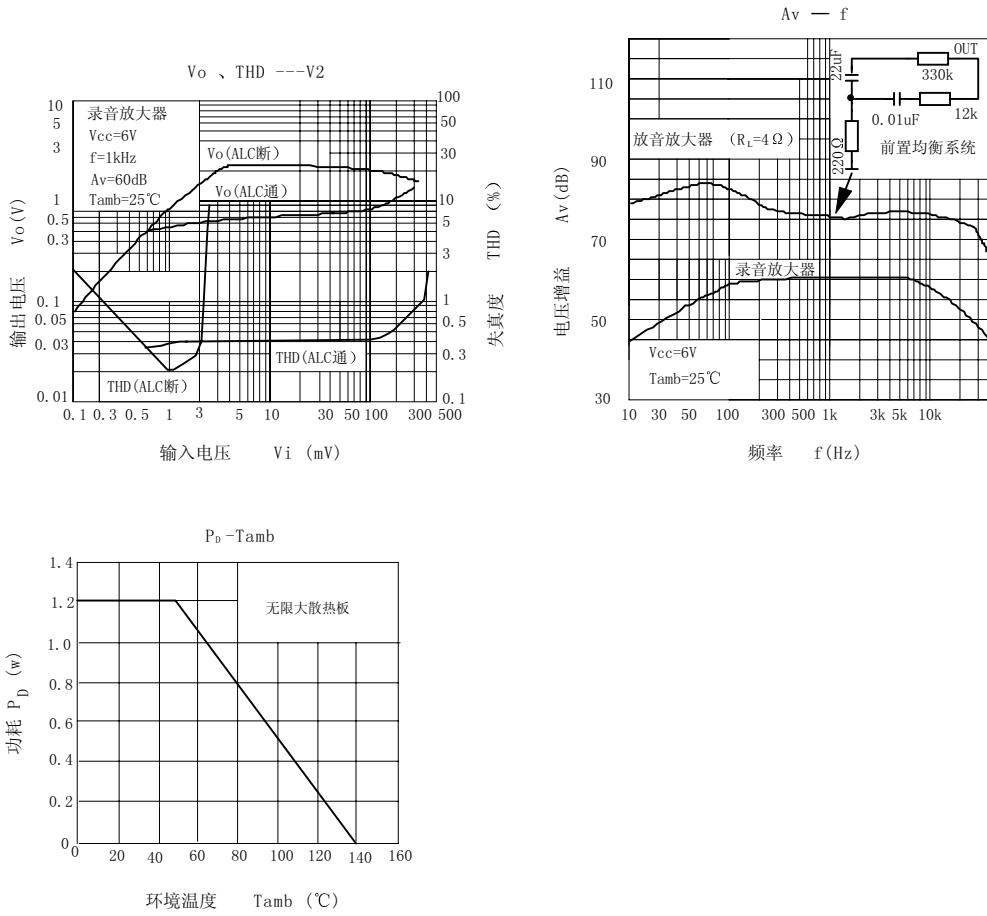 Vo 、THD ---V2
10
5
3
1
0.5
0.3
0.1
0.05
0.03
0.01
输出电压 Vo(V)
录音放大器
Vcc=6V
f=1kHz
Av=60dB
Tamb=25℃
Vo(ALC断)
Vo(ALC通)
THD(ALC通)
THD(ALC断)
100
50
30
10
5
3
1
0.5
0.3
0.1
失真度 THD (%)
0.1 0.3 0.5 1 3 5 10 30 50 100 300 500
输入电压 Vi (mV)
Av — f
110
90
70
50
30
电压增益 Av(dB)
放音放大器 (RL=4Ω)
录音放大器
Vcc=6V
Tamb=25℃
22uF
OUT
330k
0.01uF
12k
220Ω
前置均衡系统
10 30 50 100 300 500 1k 3k 5k 10k
频率 f(Hz)
PD-Tamb
1.4
1.2
1.0
0.8
0.6
0.4
0.2
0
功耗 PD (w)
无限大散热板
0 20 40 60 80 100 120 140 160
环境温度 Tamb (℃)